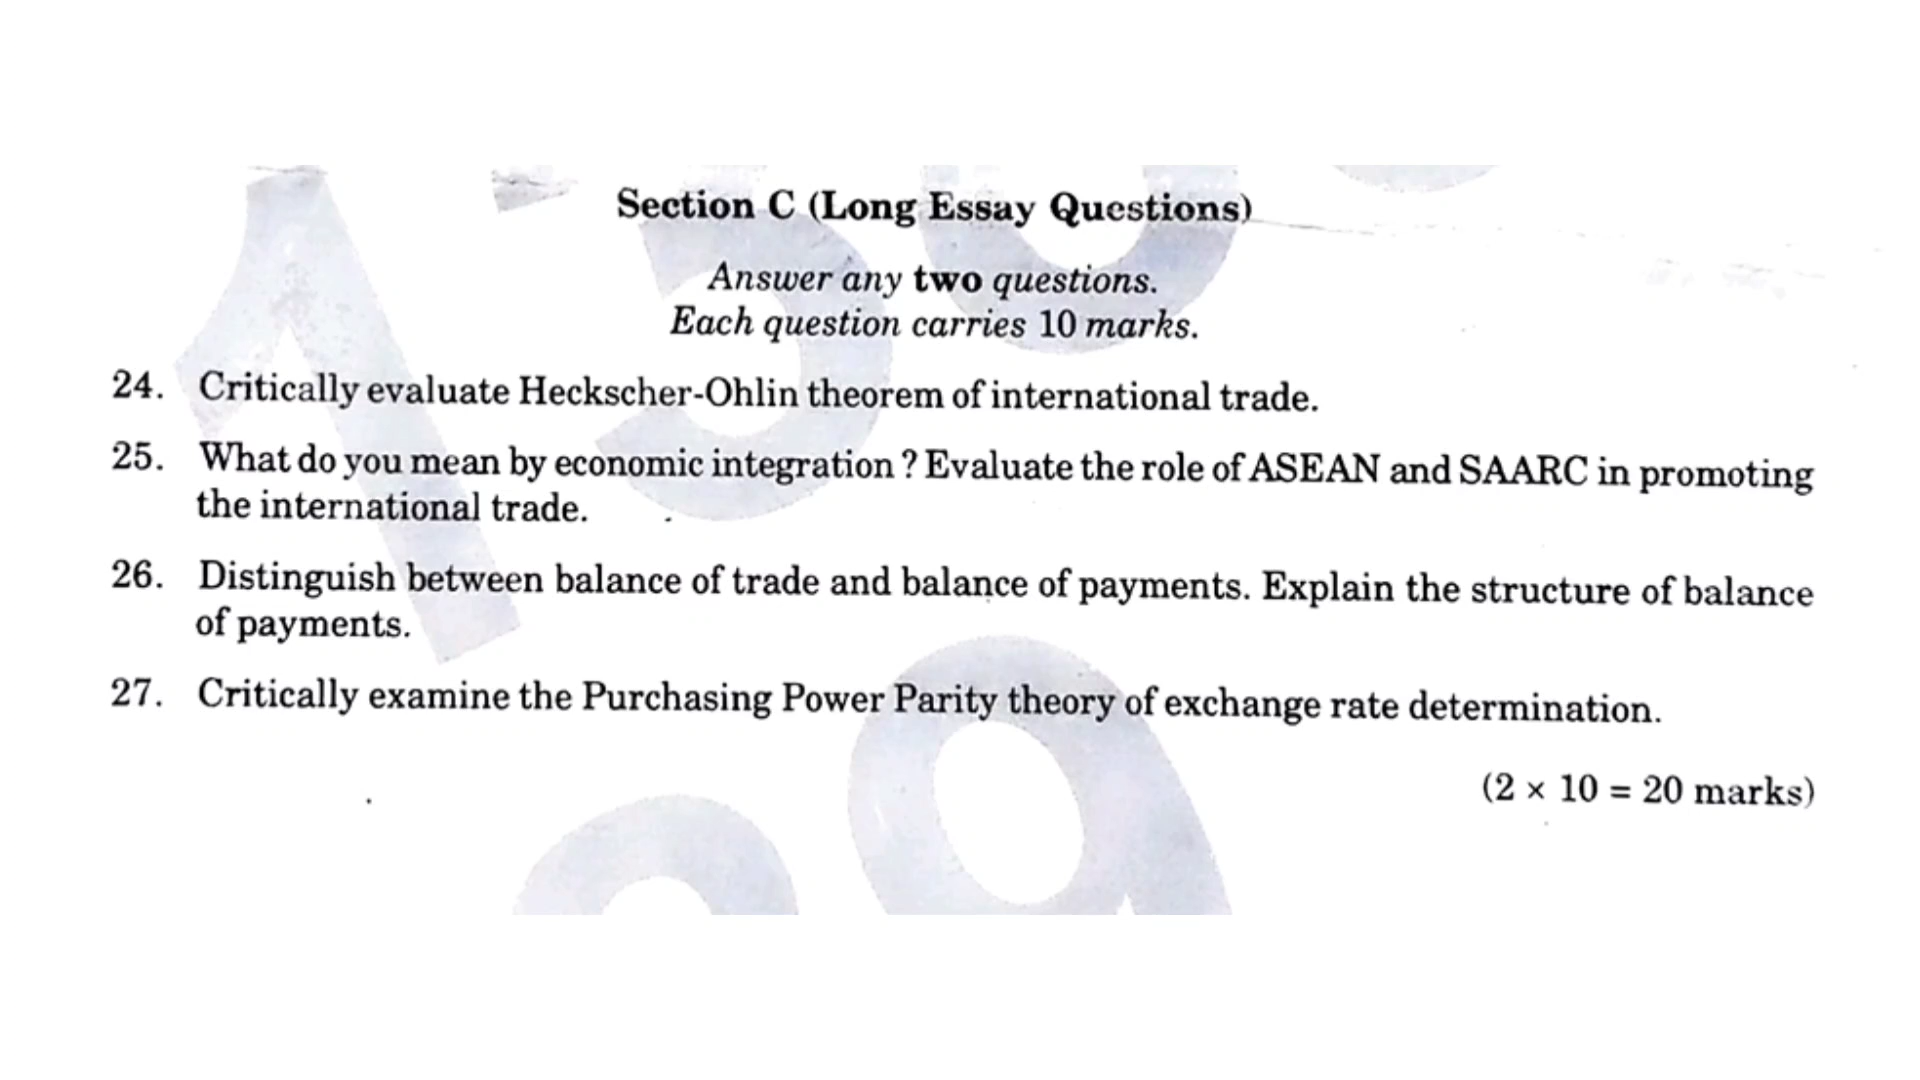 Section C (Long Essay Questions)
Answer any two questions.
Each question carries 10 marks.
24. Critically evaluate Heckscher-Ohlin theorem of international trade.
25. What do you mean by economic integration ? Evaluate the role of ASEAN and SAARC in promoting
the international trade.
26. Distinguish between balance of trade and balance of payments. Explain the structure of balance
of payments.
27. Critically examine the Purchasing Power Parity theory of exchange rate determination.
(2 × 10 = 20 marks)